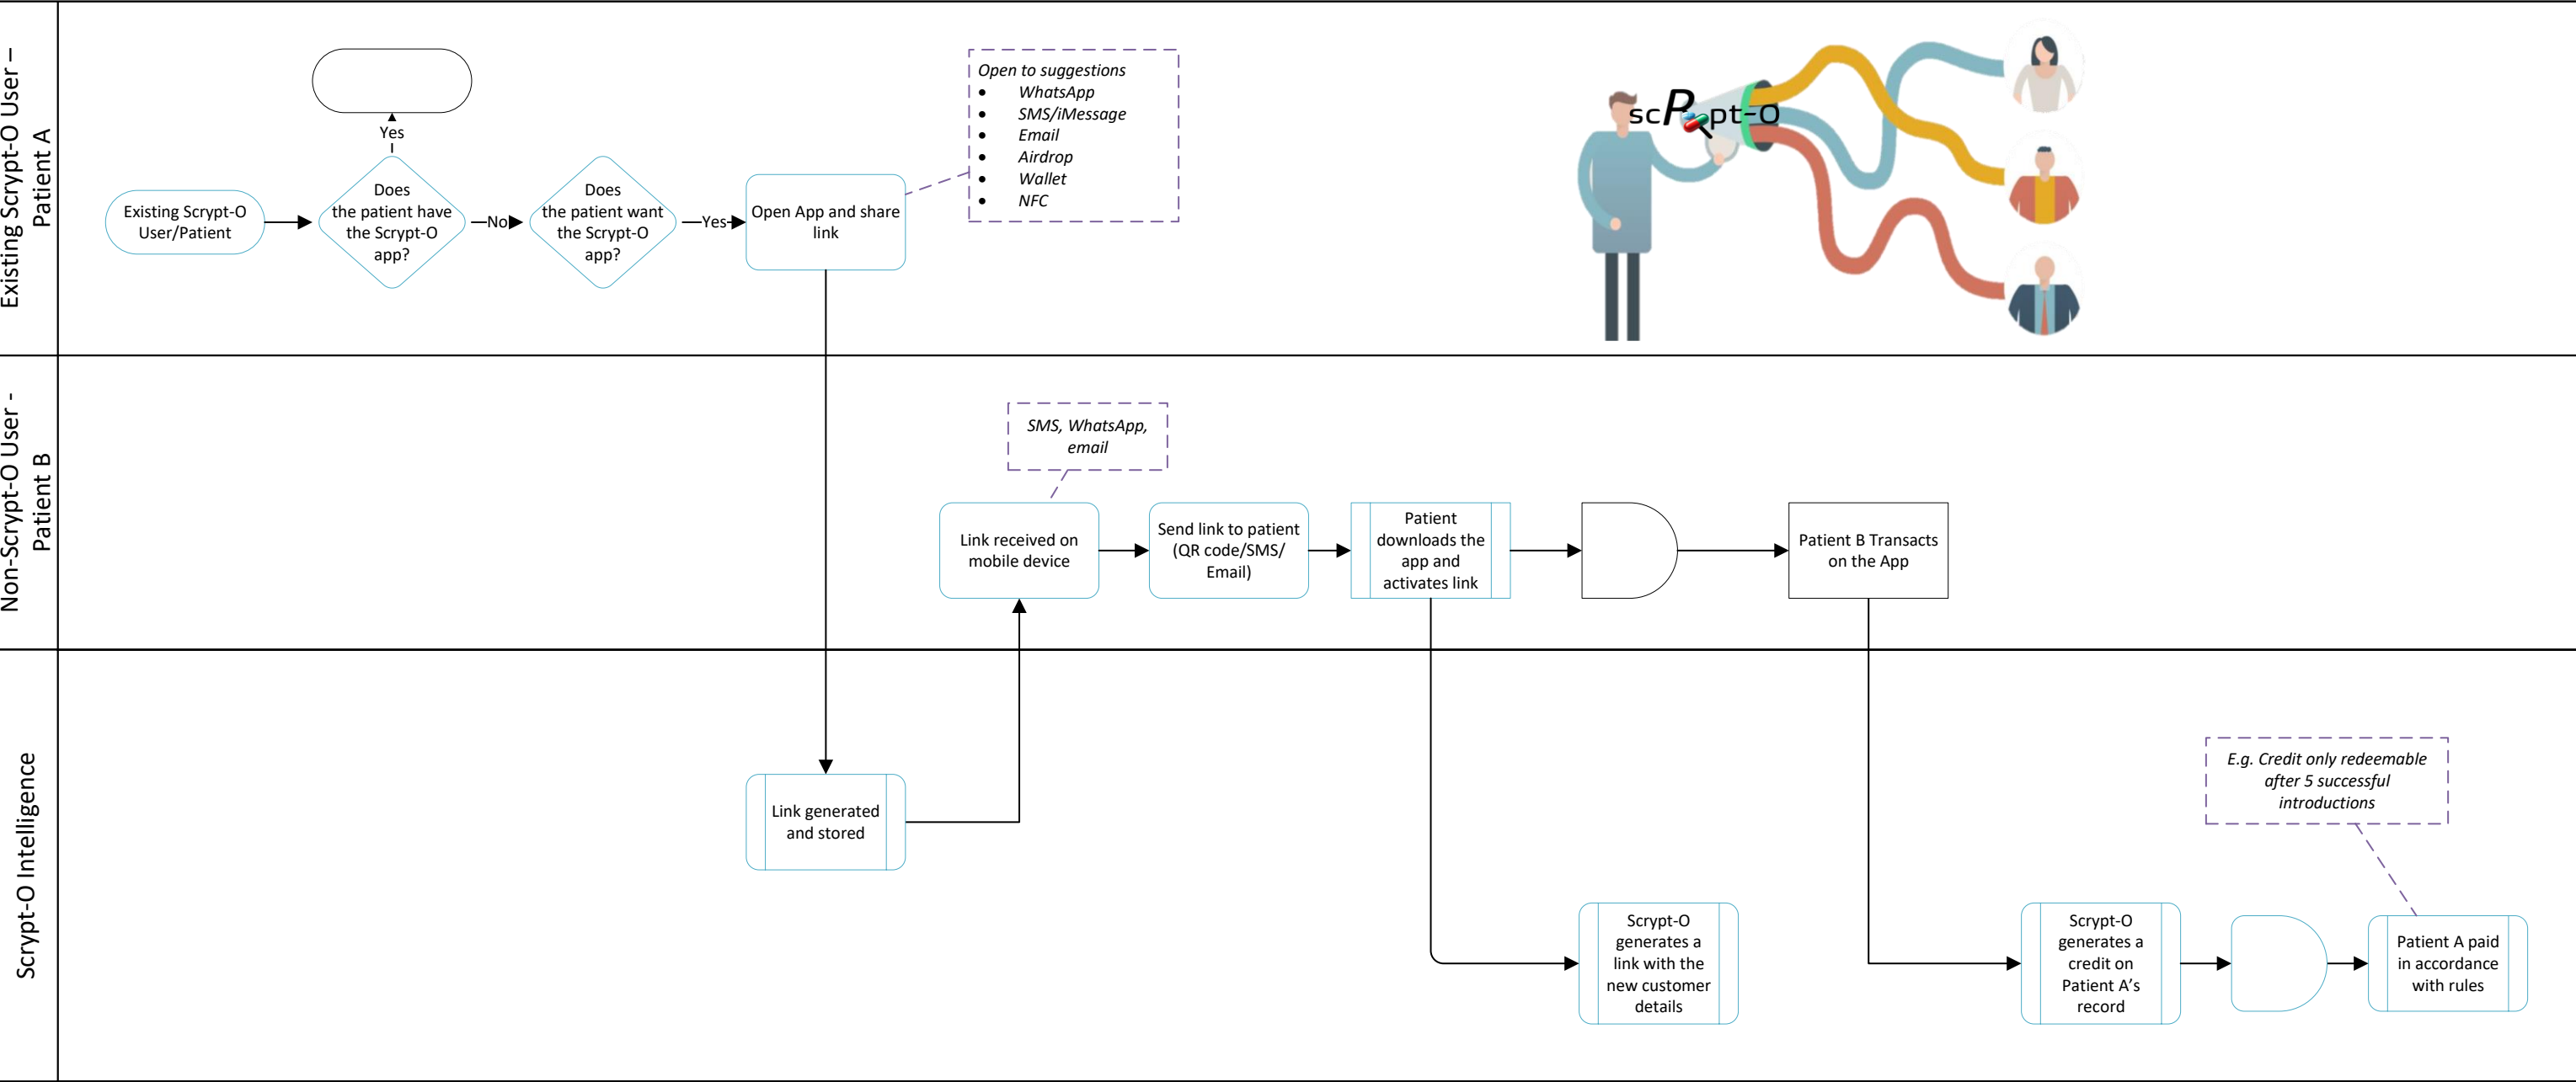 Existing Scrypt-O User –
Patient A
Yes
Existing Scrypt-O
User/Patient
Does
the patient have
the Scrypt-O
app?
No
Does
the patient want
the Scrypt-O
app?
Yes
Open App and share
link
Open to suggestions
• WhatsApp
• SMS/iMessage
• Email
• Airdrop
• Wallet
• NFC
scRypt-O
Non-Scrypt-O User -
Patient B
SMS, WhatsApp,
email
Link received on
mobile device
Send link to patient
(QR code/SMS/
Email)
Patient
downloads the
app and
activates link
Patient B Transacts
on the App
Scrypt-O Intelligence
Link generated
and stored
Scrypt-O
generates a
link with the
new customer
details
Scrypt-O
generates a
credit on
Patient A’s
record
E.g. Credit only redeemable
after 5 successful
introductions
Patient A paid
in accordance
with rules